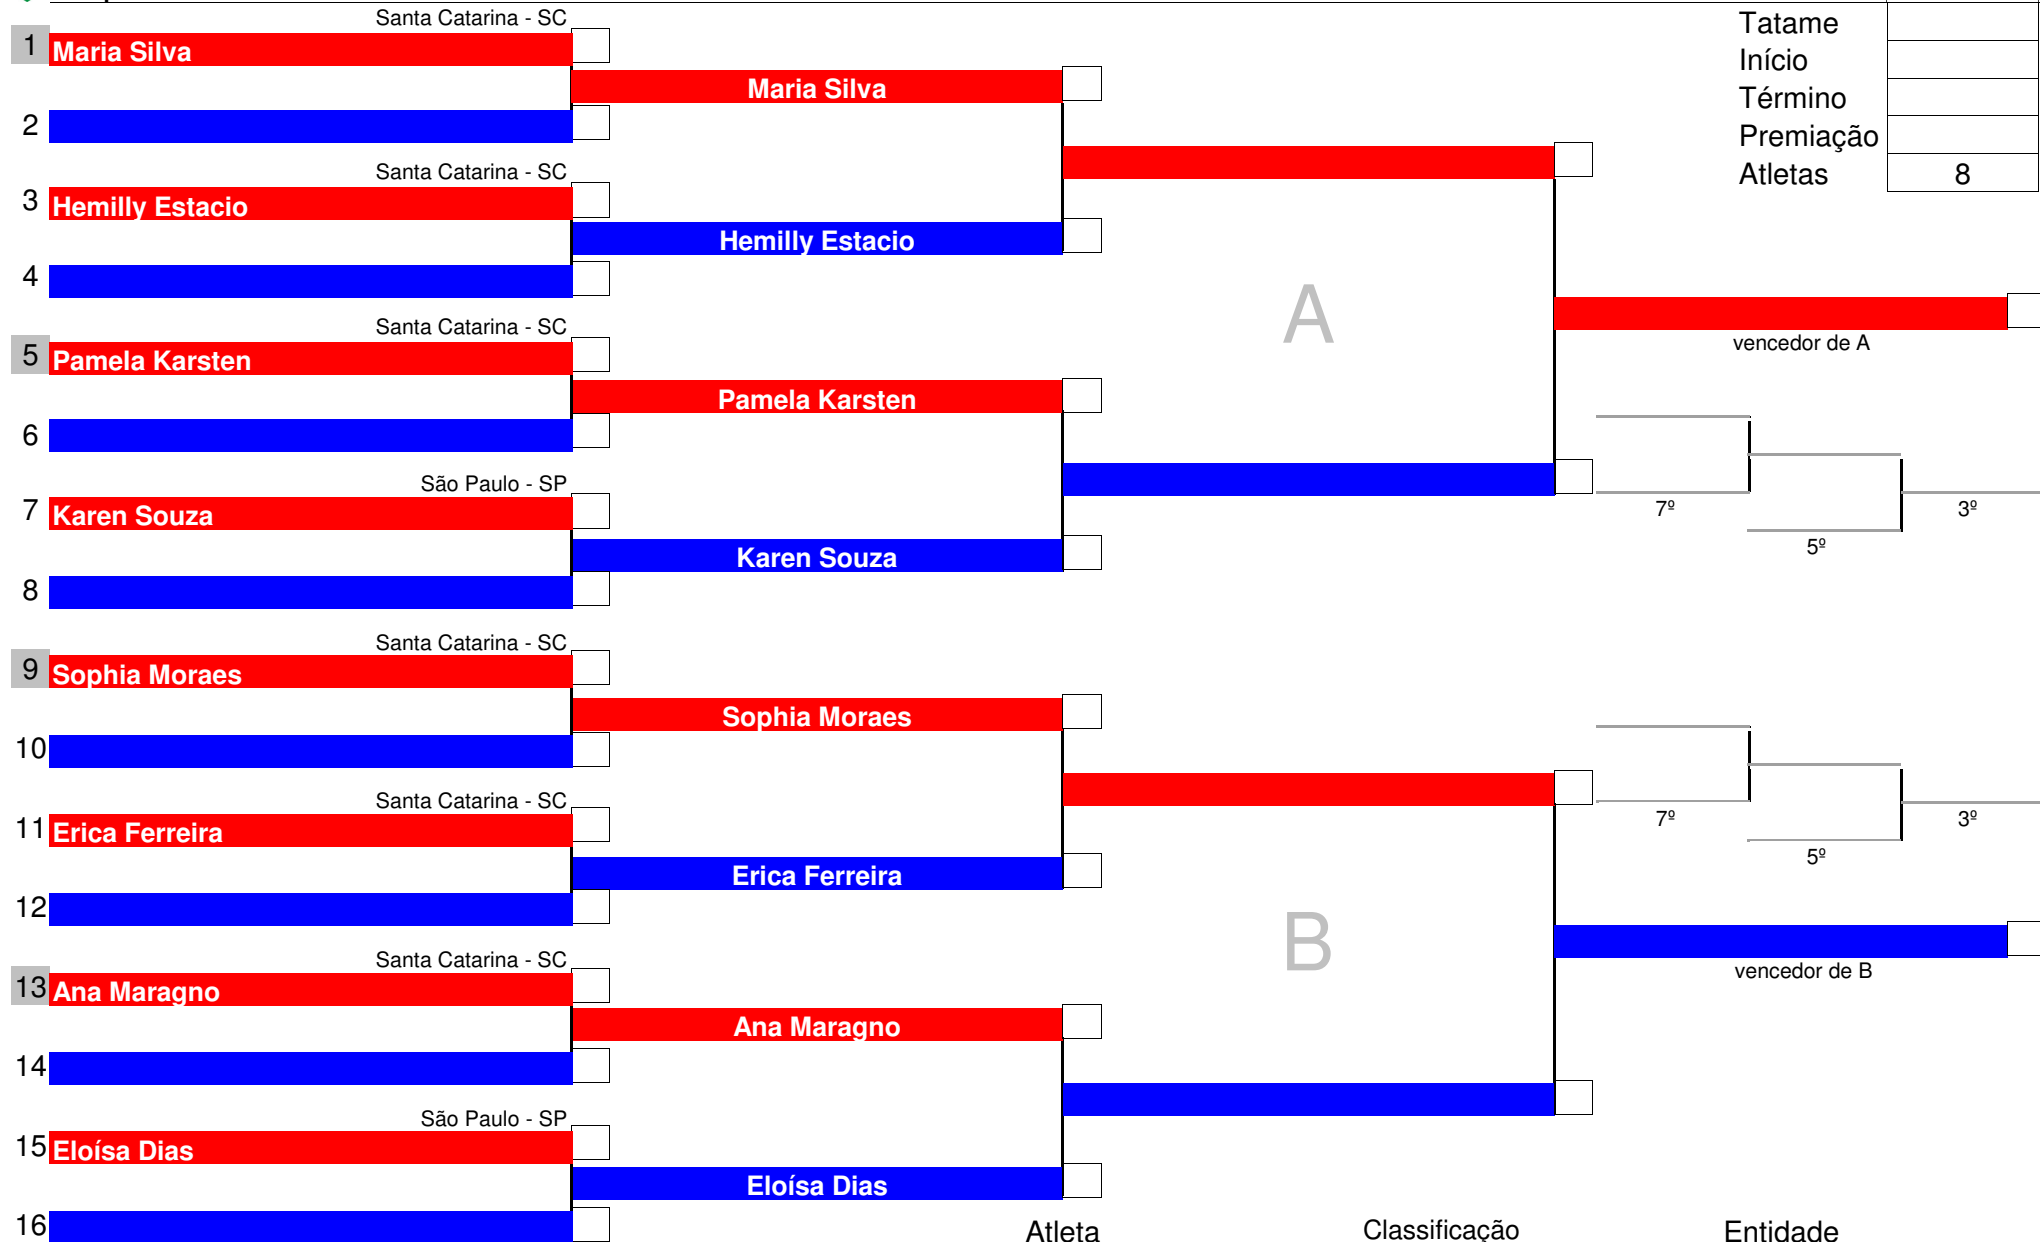 Santa Catarina - SC
1 Maria Silva
Maria Silva
2
Santa Catarina - SC
3 Hemilly Estacio
Hemilly Estacio
4
Santa Catarina - SC
5 Pamela Karsten
Pamela Karsten
6
São Paulo - SP
7 Karen Souza
Karen Souza
8
Santa Catarina - SC
9 Sophia Moraes
Sophia Moraes
10
Santa Catarina - SC
11 Erica Ferreira
Erica Ferreira
12
Santa Catarina - SC
13 Ana Maragno
Ana Maragno
14
São Paulo - SP
15 Eloísa Dias
Eloísa Dias
16
A
B
Tatame
Início
Término
Premiação
Atletas 8
vencedor de A
7º
3º
5º
7º
3º
5º
vencedor de B
Atleta Classificação Entidade